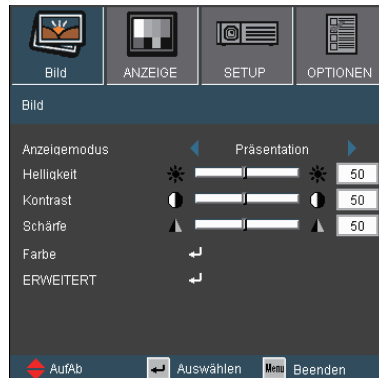 Bild ANZEIGE SETUP OPTIONEN
Bild
Anzeigemodus Präsentation
Helligkeit 50
Kontrast 50
Schärfe 50
Farbe
ERWEITERT
AufAb Auswählen Menu Beenden